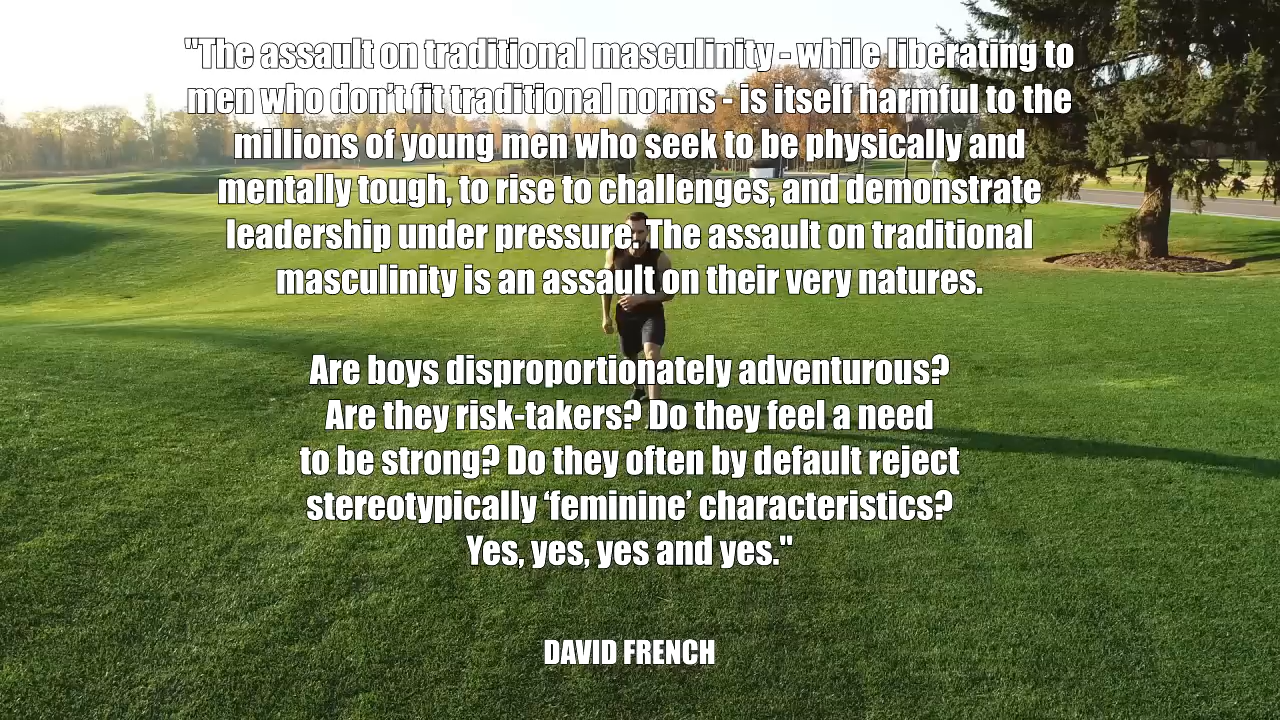 "The assault on traditional masculinity - while liberating to
men who don't fit traditional norms - is itself harmful to the
millions of young men who seek to be physically and
mentally tough, to rise to challenges, and demonstrate
leadership under pressure. The assault on traditional
masculinity is an assault on their very natures.
Are boys disproportionately adventurous?
Are they risk-takers? Do they feel a need
to be strong? Do they often by default reject
stereotypically ‘feminine’ characteristics?
Yes, yes, yes and yes."
DAVID FRENCH